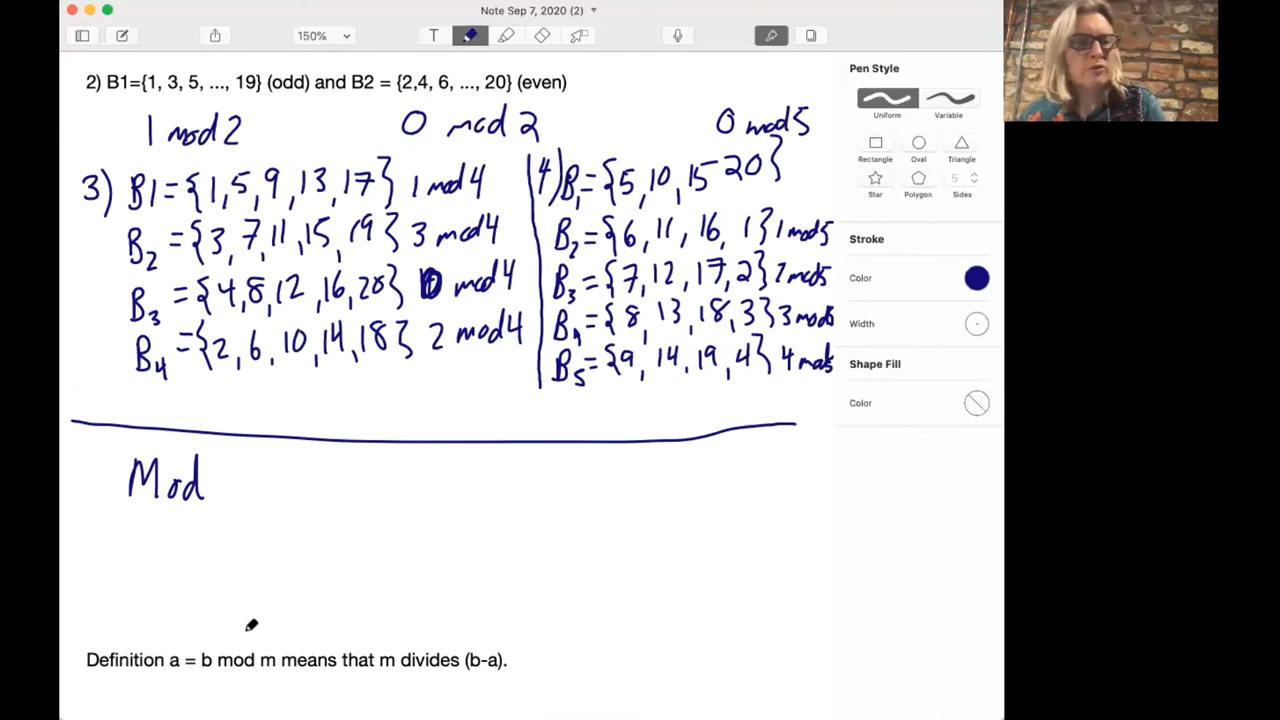 Note Sep 7, 2020 (2)
150%
T
2) B1={1, 3, 5, ..., 19} (odd) and B2 = {2,4, 6, ..., 20} (even)
1 mod 2
0 mod 2
0 mod 5
3) B1 = {1, 5, 9, 13, 17} 1 mod 4
B2 = {3, 7, 11, 15, 19} 3 mod 4
B3 = {4, 8, 12, 16, 20} 0 mod 4
B4 = {2, 6, 10, 14, 18} 2 mod 4
4) B1 = {5, 10, 15 20}
B2 = {6, 11, 16, 1} 1 mod 5
B3 = {7, 12, 17, 2} 2 mod 5
B4 = {8, 13, 18, 3} 3 mod 5
B5 = {9, 14, 19, 4} 4 mod 5
Mod
Definition a = b mod m means that m divides (b-a).
Pen Style
Uniform
Variable
Rectangle
Oval
Triangle
Star
Polygon
5
Sides
Stroke
Color
Width
Shape Fill
Color